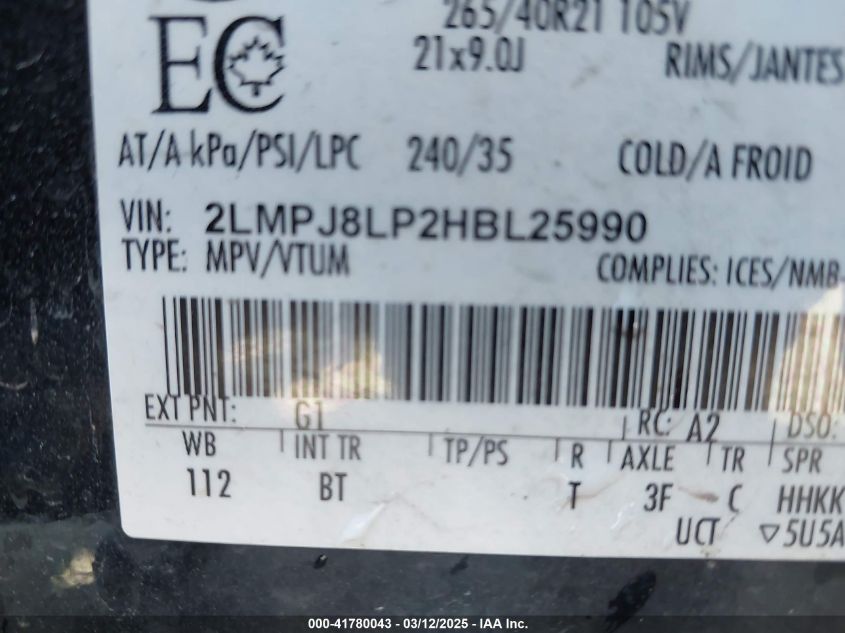 265/40R21 105V
EC
21x9.0J RIMS/JANTES
AT/A kPa/PSI/LPC 240/35 COLD/A FROID
VIN: 2LMPJ8LP2HBL25990
TYPE: MPV/VTUM
COMPLIES: ICES/NMB-
EXT PNT: G1 RC: A2 DSO:
WB INT TR TP/PS R AXLE TR SPR
112 BT T 3F C HHKK
UCT ▽5U5A
000-41780043 - 03/12/2025 - IAA Inc.